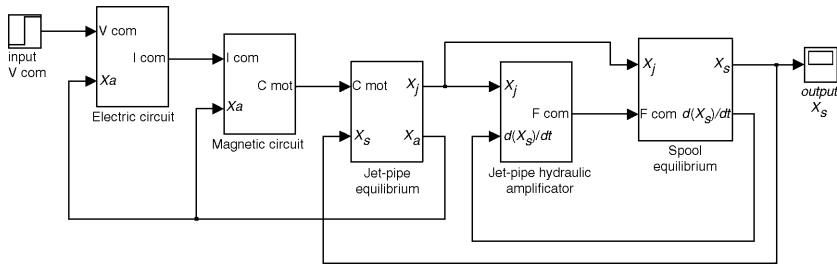 input
V com
V com
Xa
I com
Electric circuit
I com
Xa
C mot
Magnetic circuit
C mot
Xs
Xj
Xa
Jet-pipe
equilibrium
Xj
d(Xs)/dt
F com
Jet-pipe hydraulic
amplificator
Xj
F com
Xs
d(Xs)/dt
Spool
equilibrium
output
Xs